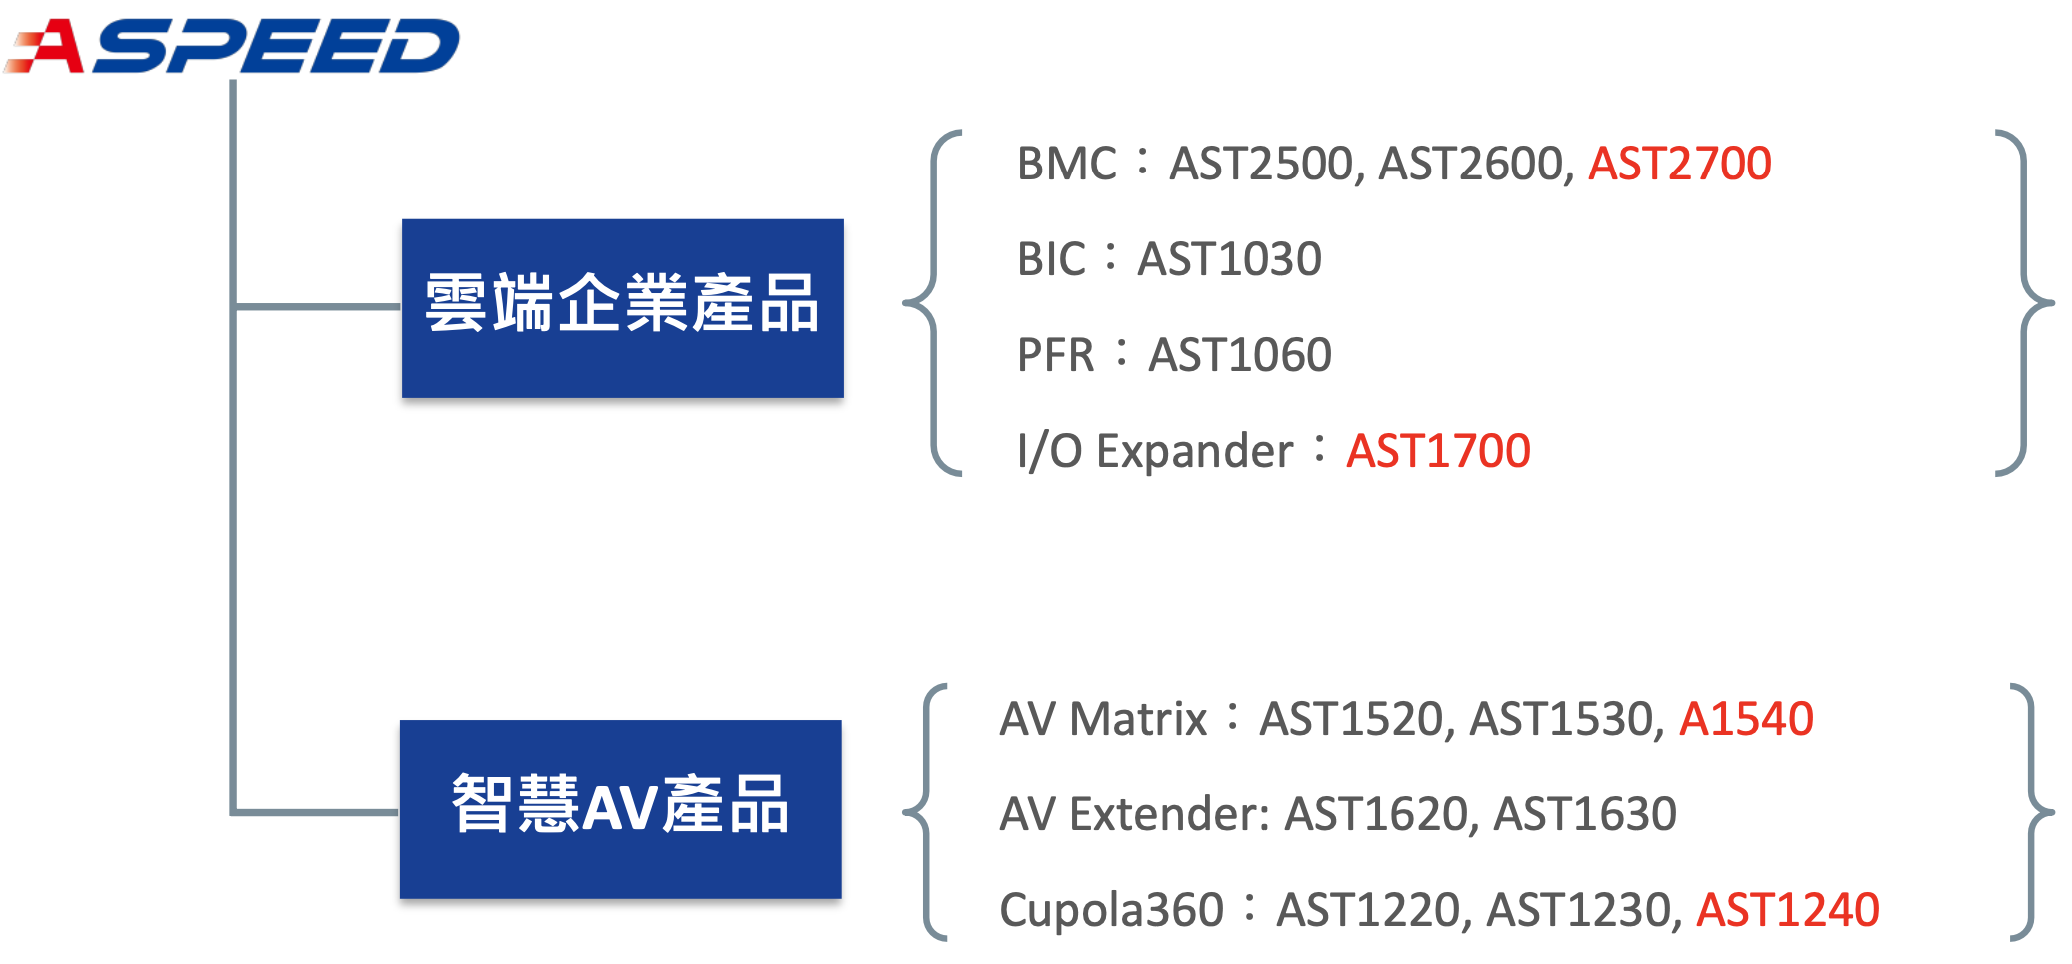 ASPEED
雲端企業產品
BMC：AST2500, AST2600, AST2700
BIC：AST1030
PFR：AST1060
I/O Expander：AST1700
智慧AV產品
AV Matrix：AST1520, AST1530, A1540
AV Extender: AST1620, AST1630
Cupola360：AST1220, AST1230, AST1240